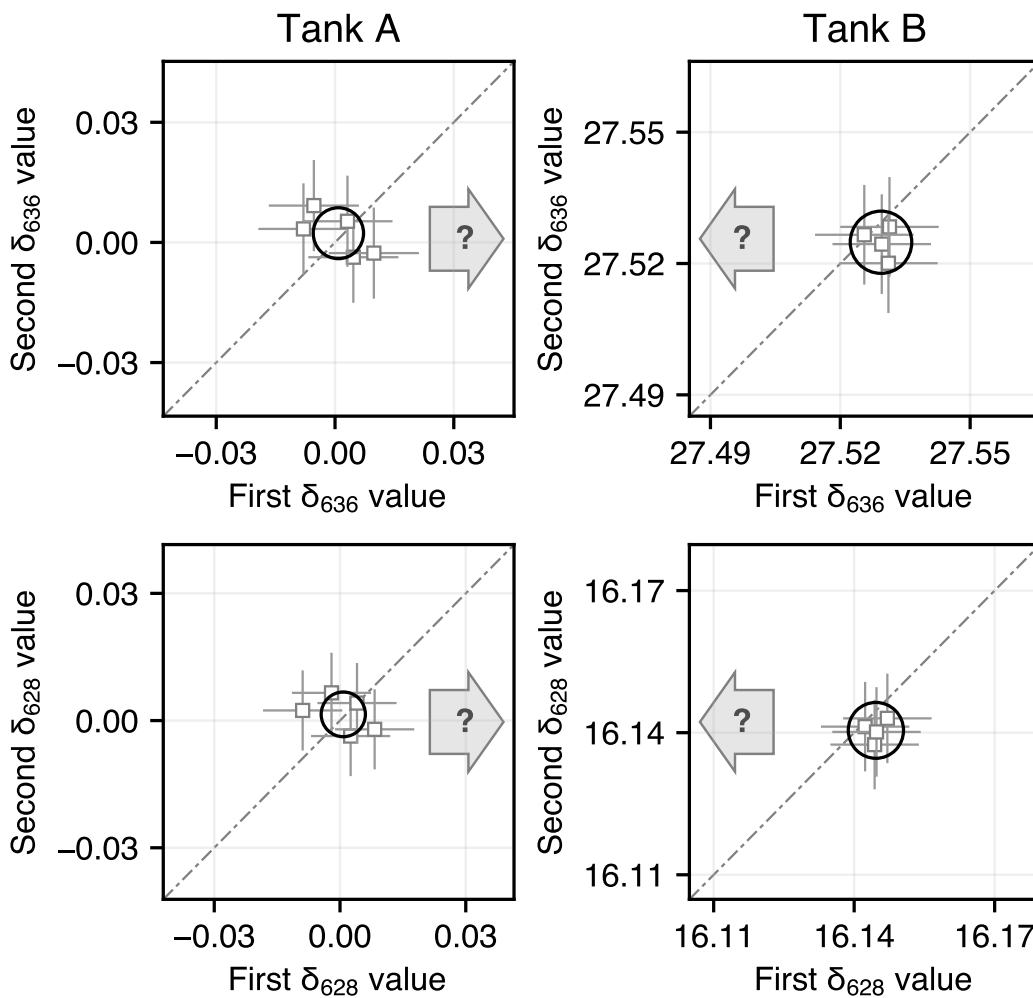 Tank A
Tank B
Second δ636 value
0.03
0.00
−0.03
?
−0.03 0.00 0.03
First δ636 value
Second δ636 value
27.55
27.52
27.49
?
27.49 27.52 27.55
First δ636 value
Second δ628 value
0.03
0.00
−0.03
?
−0.03 0.00 0.03
First δ628 value
Second δ628 value
16.17
16.14
16.11
?
16.11 16.14 16.17
First δ628 value